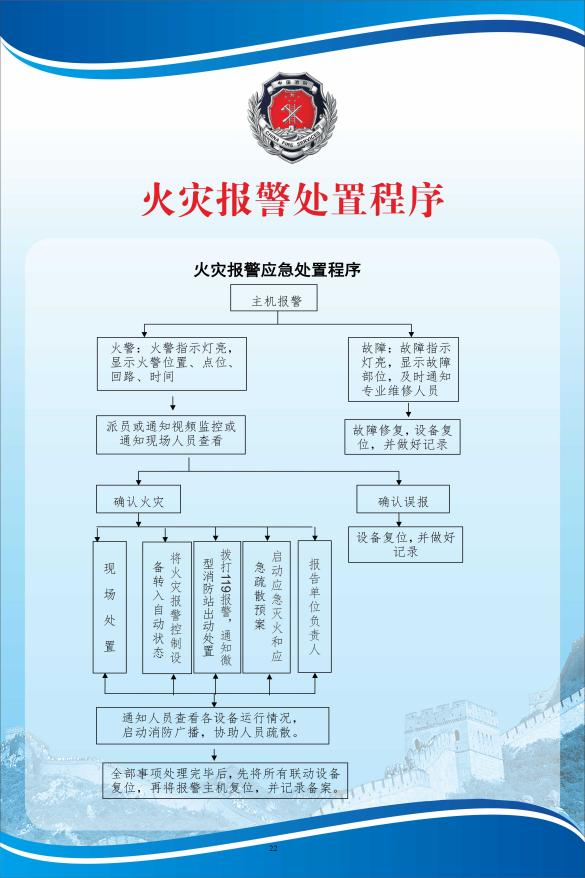 中国消防
CHINA FIRE SERVICES
火灾报警处置程序
火灾报警应急处置程序
主机报警
火警：火警指示灯亮，
显示火警位置、点位、
回路、时间
故障：故障指示
灯亮，显示故障
部位，及时通知
专业维修人员
派员或通知视频监控或
通知现场人员查看
故障修复，设备复
位，并做好记录
确认火灾
确认误报
设备复位，并做好
记录
现场处置
将火灾报警控制设
备转入自动状态
拨打119报警，通知微
型消防站出动处置
启动应急灭火和应
急疏散预案
报告单位负责人
通知人员查看各设备运行情况，
启动消防广播，协助人员疏散。
全部事项处理完毕后，先将所有联动设备
复位，再将报警主机复位，并记录备案。
22